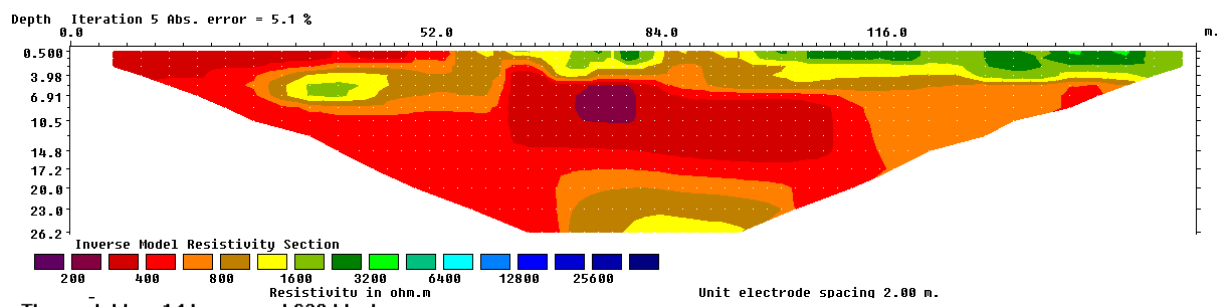 Depth Iteration 5 Abs. error = 5.1 %
0.0 52.0 84.0 116.0 m.
0.500
3.98
6.91
10.5
14.8
17.2
20.0
23.0
26.2
Inverse Model Resistivity Section
200 400 800 1600 3200 6400 12800 25600
Resistivity in ohm.m Unit electrode spacing 2.00 m.